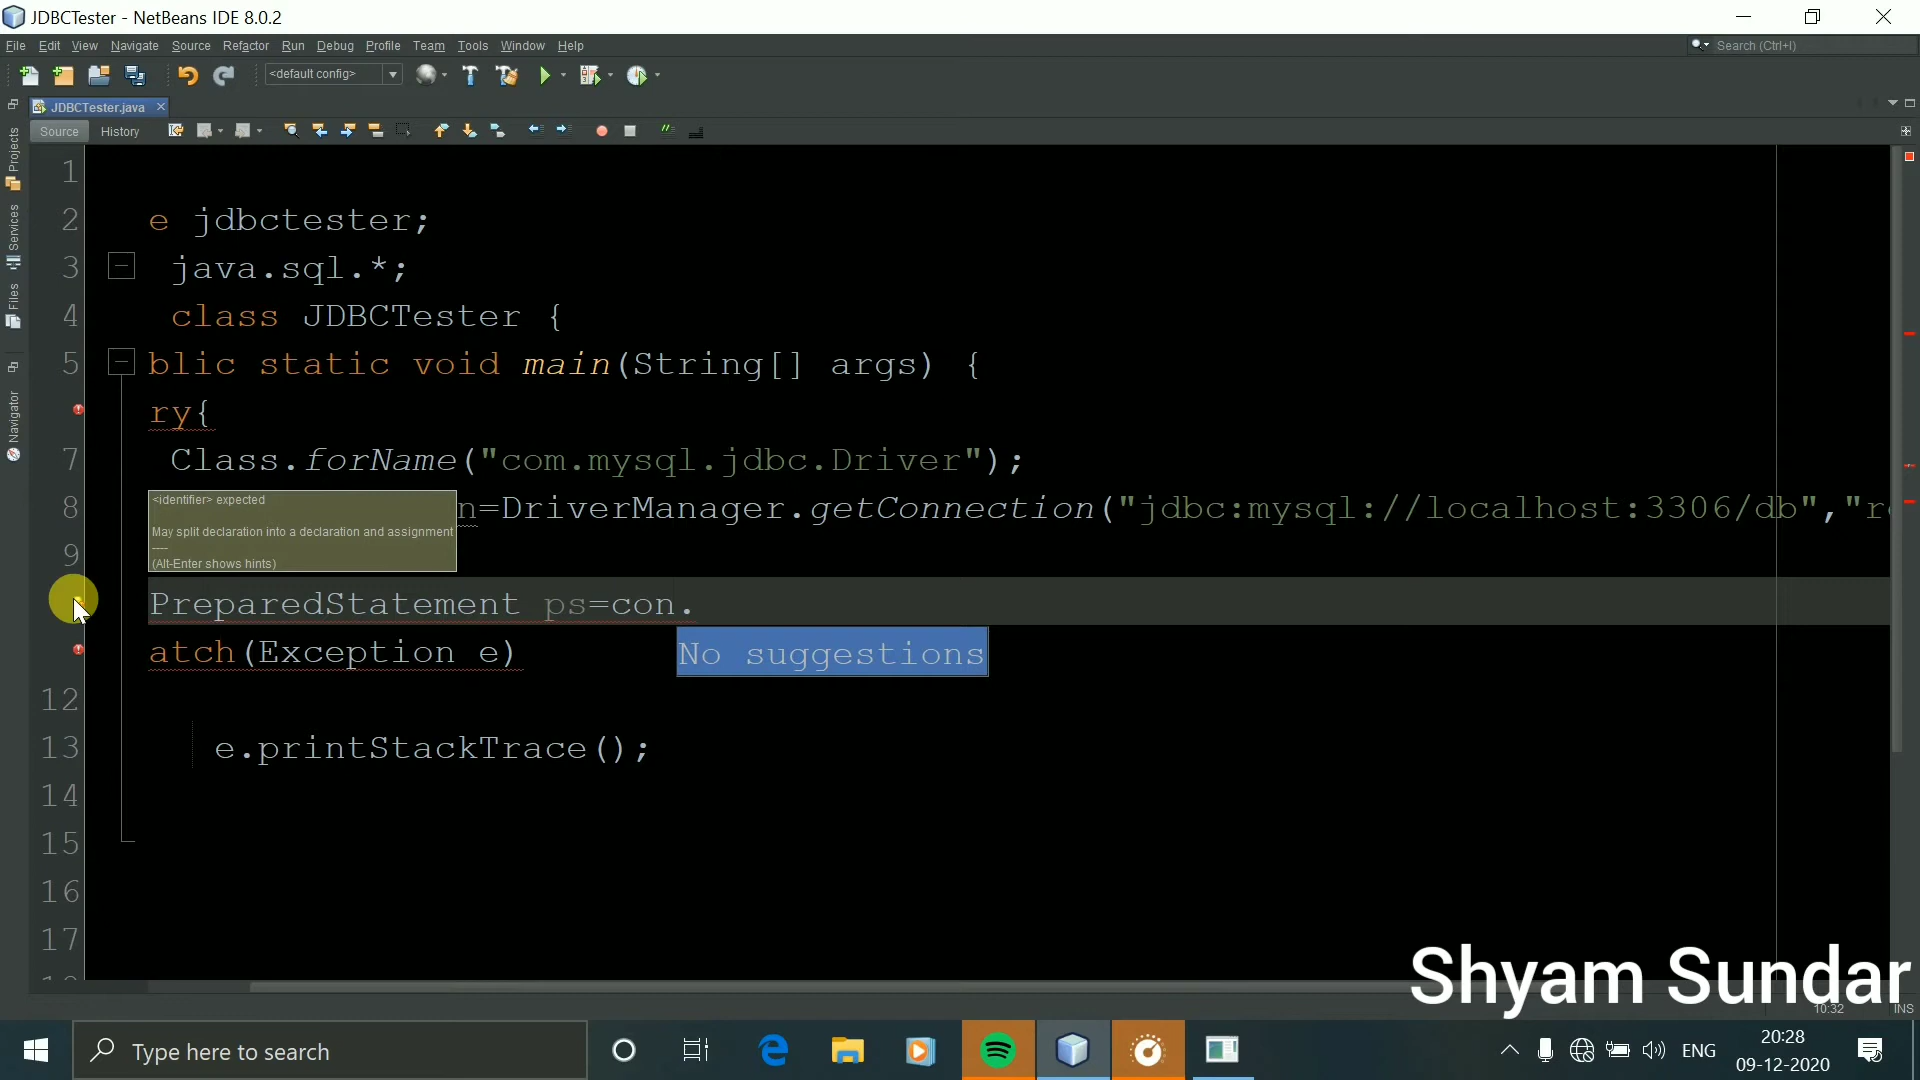 JDBCTester - NetBeans IDE 8.0.2
File Edit View Navigate Source Refactor Run Debug Profile Team Tools Window Help
Search (Ctrl+I)
<default config>
JDBCTester.java
Source History
Projects
Services
Files
Navigator
1
2 e jdbctester;
3 java.sql.*;
4 class JDBCTester {
5 blic static void main(String[] args) {
ry{
7 Class.forName("com.mysql.jdbc.Driver");
8 n=DriverManager.getConnection("jdbc:mysql://localhost:3306/db","r
<identifier> expected
May split declaration into a declaration and assignment
----
(Alt-Enter shows hints)
9
PreparedStatement ps=con.
atch(Exception e)
No suggestions
12
13 e.printStackTrace();
14
15
16
17
Shyam Sundar
10:32 INS
Type here to search
ENG
20:28
09-12-2020